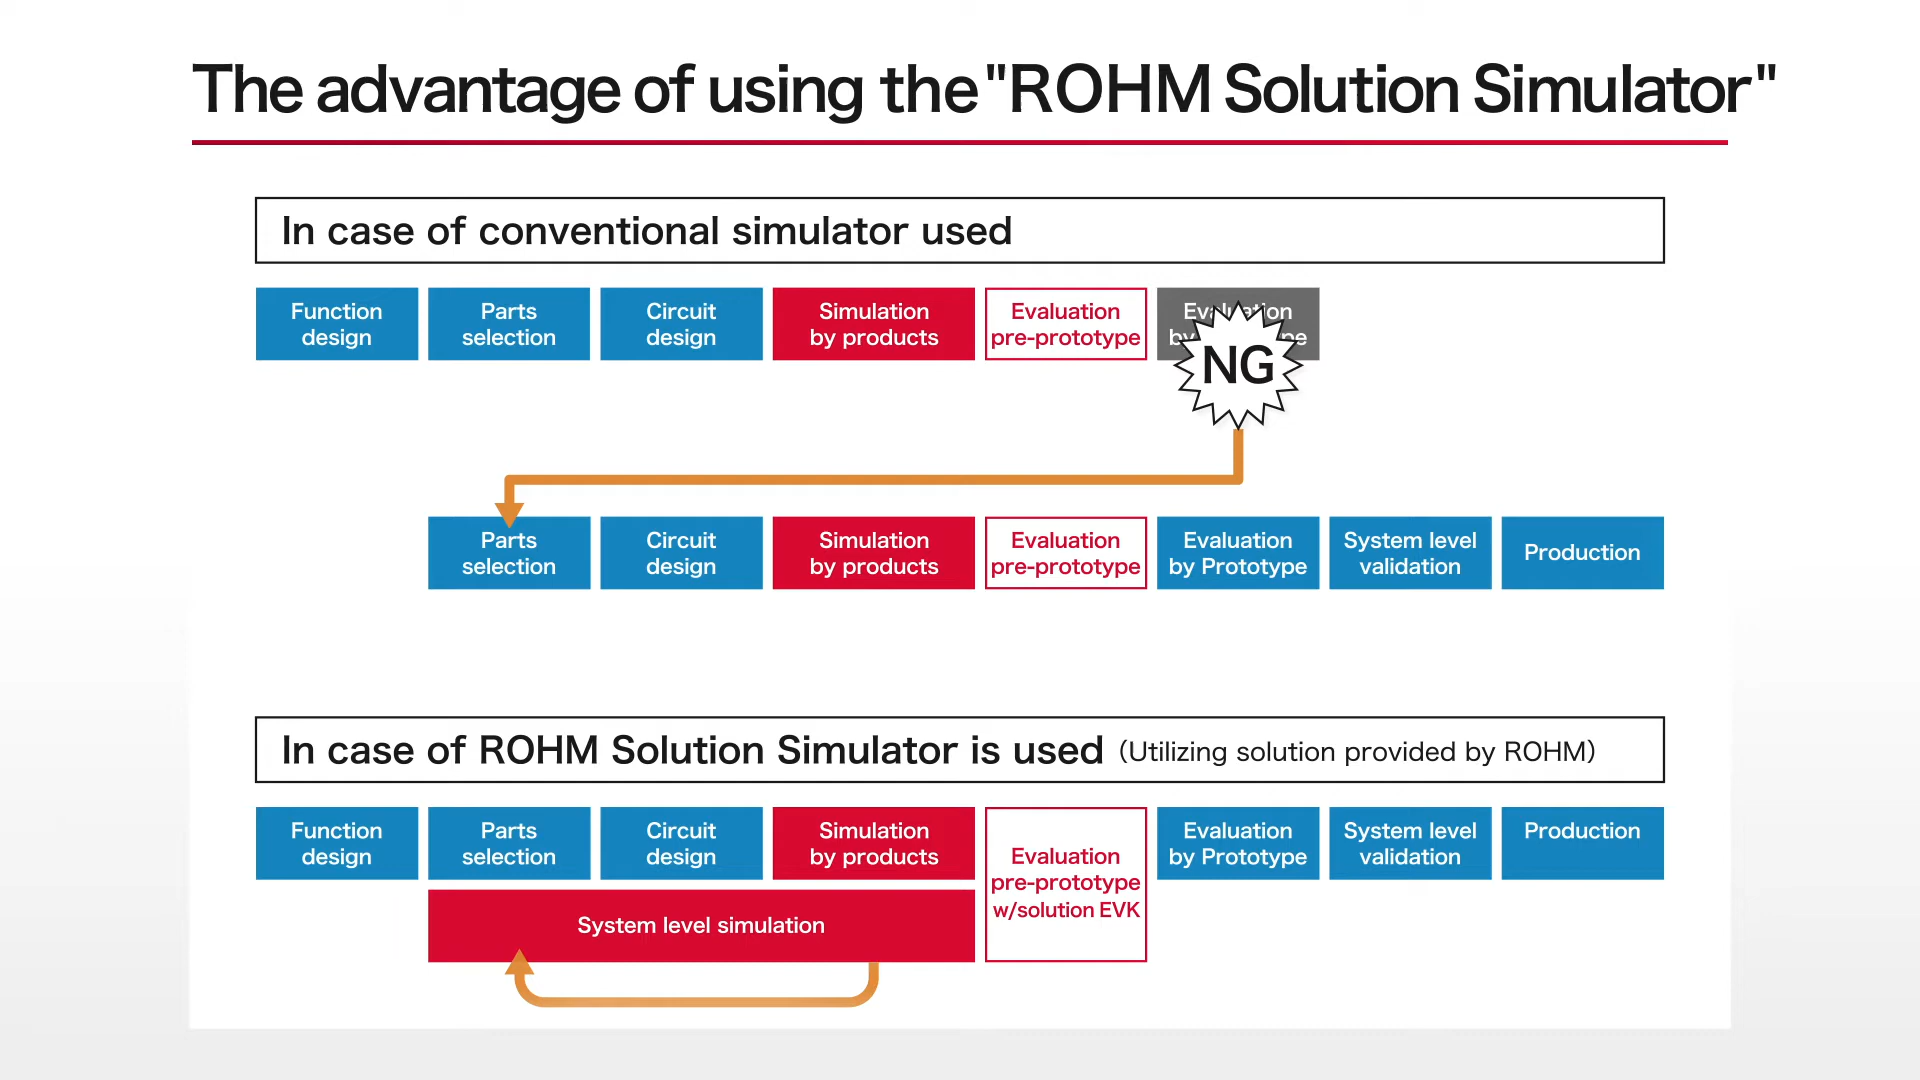 The advantage of using the "ROHM Solution Simulator"
In case of conventional simulator used
Function
design
Parts
selection
Circuit
design
Simulation
by products
Evaluation
pre-prototype
NG
Parts
selection
Circuit
design
Simulation
by products
Evaluation
pre-prototype
Evaluation
by Prototype
System level
validation
Production
In case of ROHM Solution Simulator is used (Utilizing solution provided by ROHM)
Function
design
Parts
selection
Circuit
design
Simulation
by products
Evaluation
pre-prototype
w/solution EVK
Evaluation
by Prototype
System level
validation
Production
System level simulation